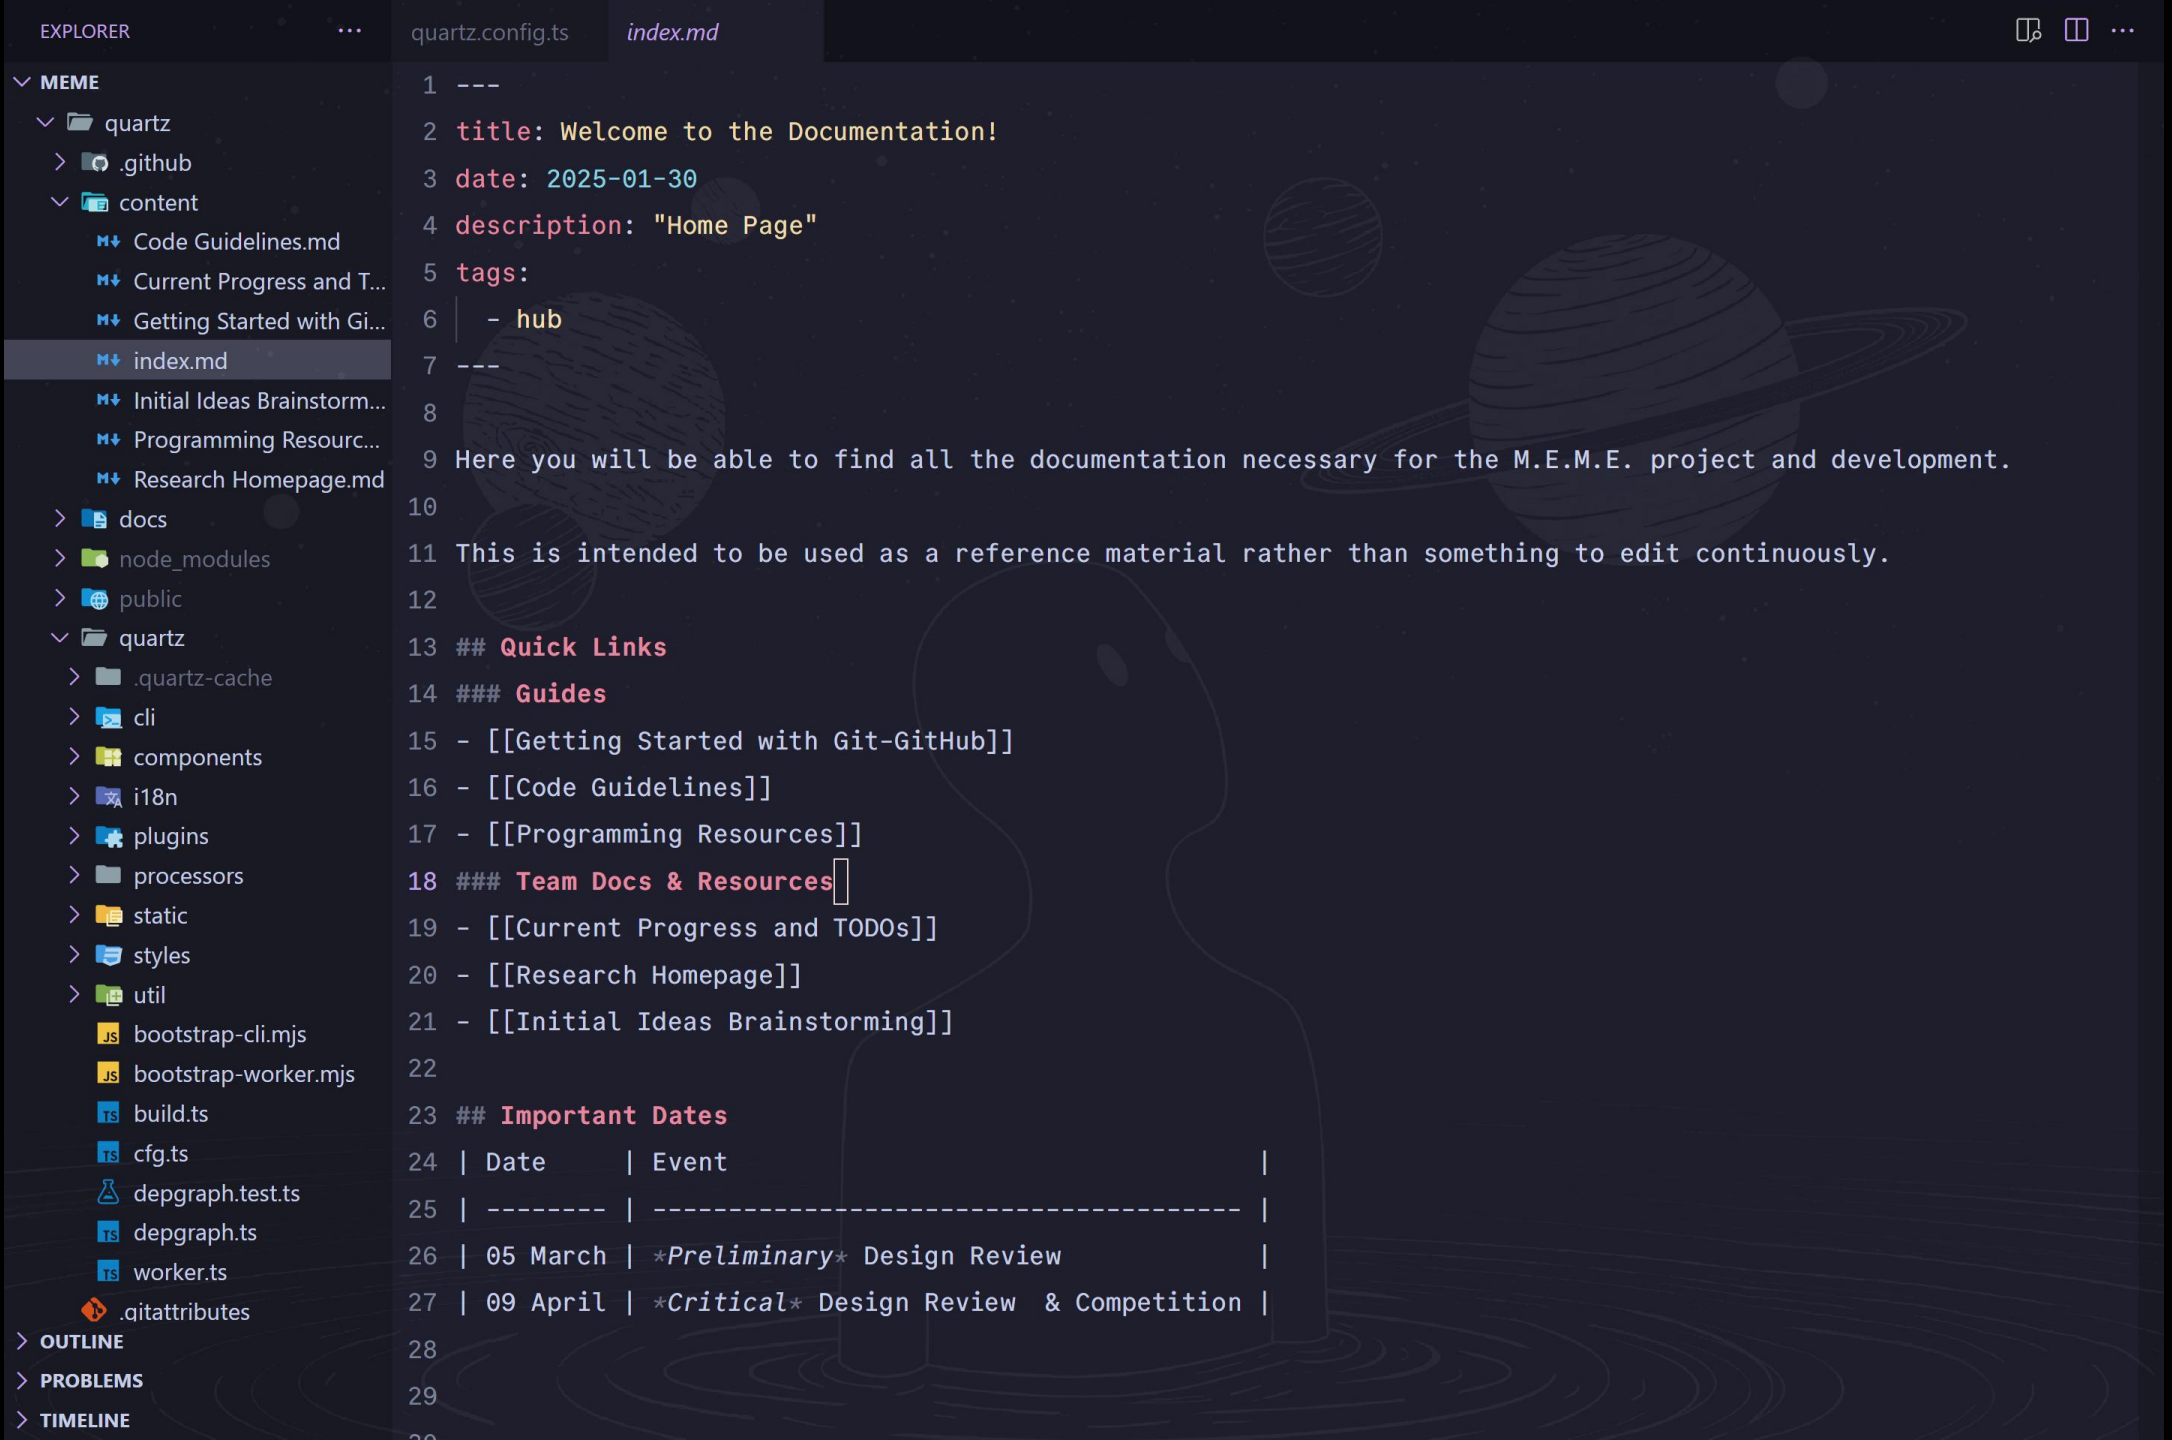 EXPLORER
quartz.config.ts
index.md
MEME
quartz
.github
content
Code Guidelines.md
Current Progress and T...
Getting Started with Gi...
index.md
Initial Ideas Brainstorm...
Programming Resourc...
Research Homepage.md
docs
node_modules
public
quartz
.quartz-cache
cli
components
i18n
plugins
processors
static
styles
util
JS bootstrap-cli.mjs
JS bootstrap-worker.mjs
TS build.ts
TS cfg.ts
depgraph.test.ts
TS depgraph.ts
TS worker.ts
.gitattributes
OUTLINE
PROBLEMS
TIMELINE
1 ---
2 title: Welcome to the Documentation!
3 date: 2025-01-30
4 description: "Home Page"
5 tags:
6   - hub
7 ---
8
9 Here you will be able to find all the documentation necessary for the M.E.M.E. project and development.
10
11 This is intended to be used as a reference material rather than something to edit continuously.
12
13 ## Quick Links
14 ### Guides
15 - [[Getting Started with Git-GitHub]]
16 - [[Code Guidelines]]
17 - [[Programming Resources]]
18 ### Team Docs & Resources
19 - [[Current Progress and TODOs]]
20 - [[Research Homepage]]
21 - [[Initial Ideas Brainstorming]]
22
23 ## Important Dates
24 | Date     | Event                                   |
25 | -------- | --------------------------------------- |
26 | 05 March | *Preliminary* Design Review             |
27 | 09 April | *Critical* Design Review  & Competition |
28
29